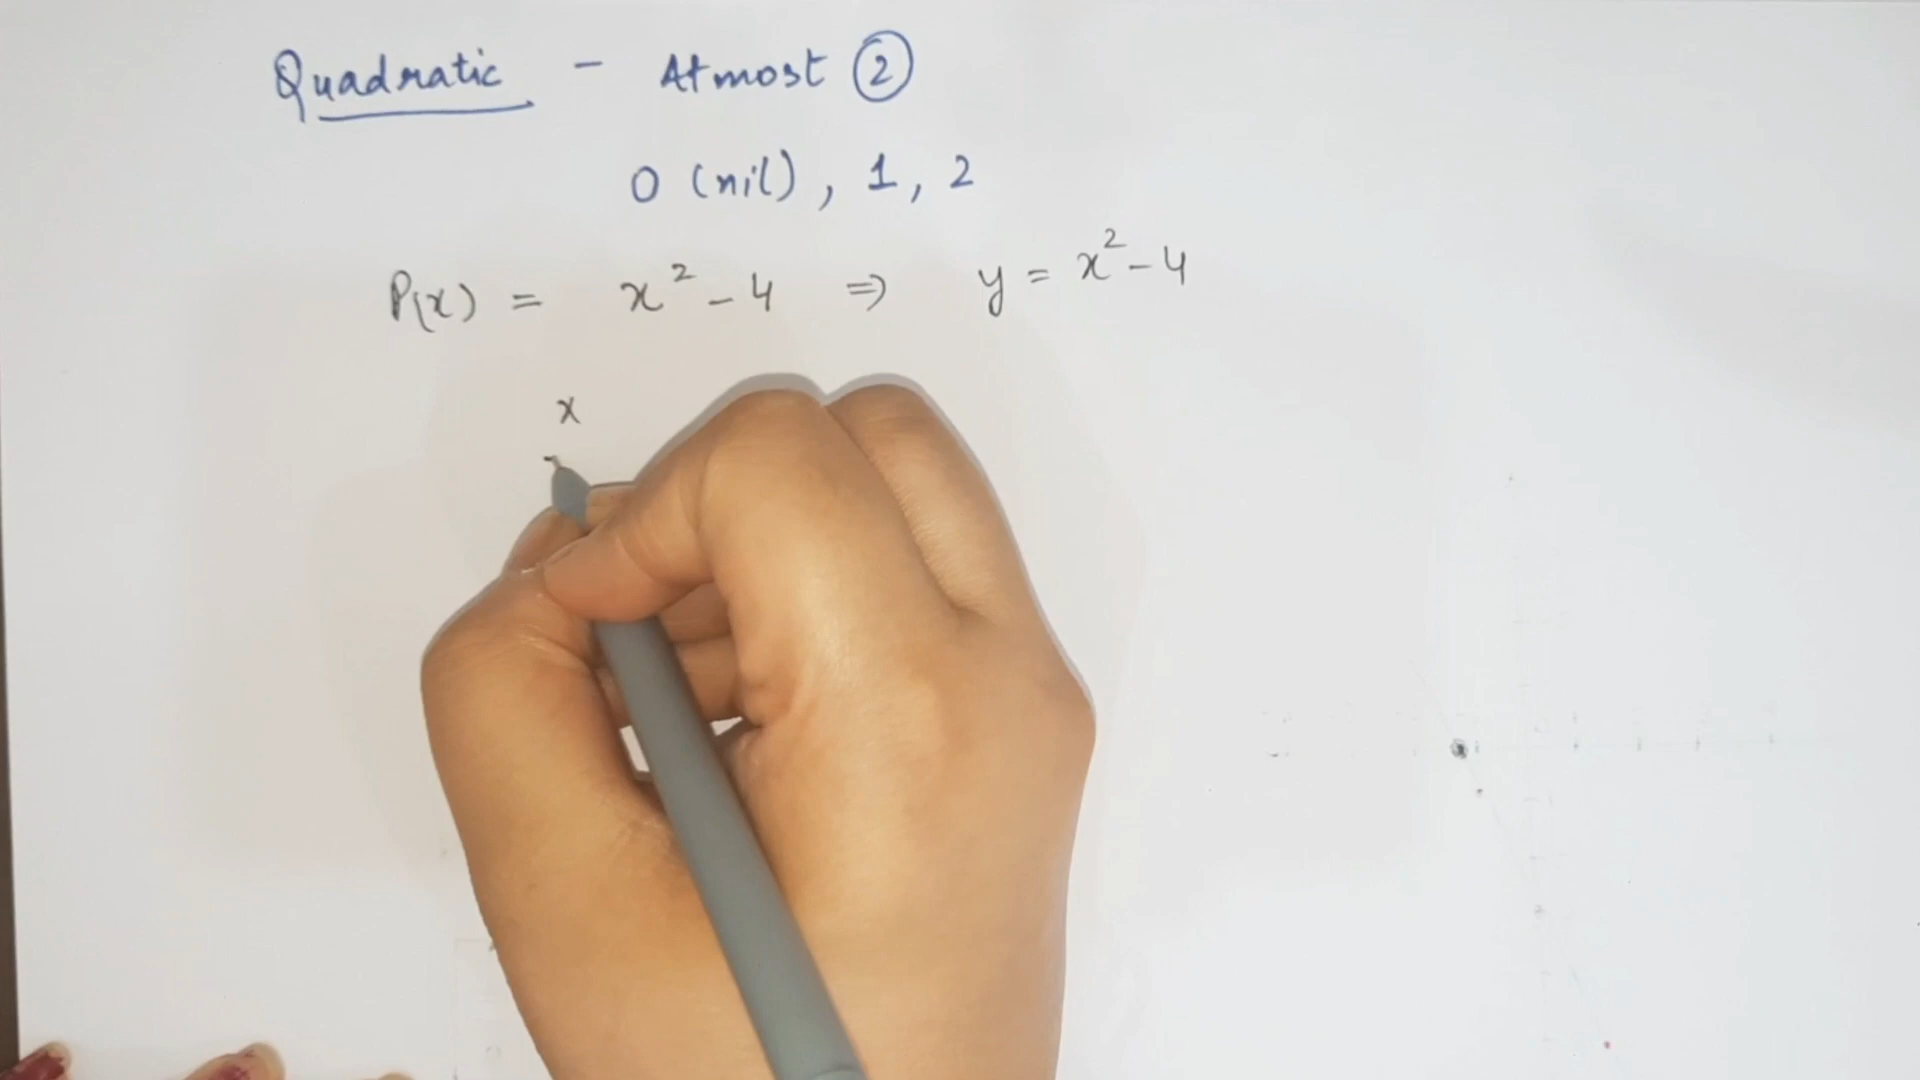 Quadratic - Atmost ②
0 (nil), 1, 2
P(x) = x² - 4 ⇒ y = x² - 4
x
-